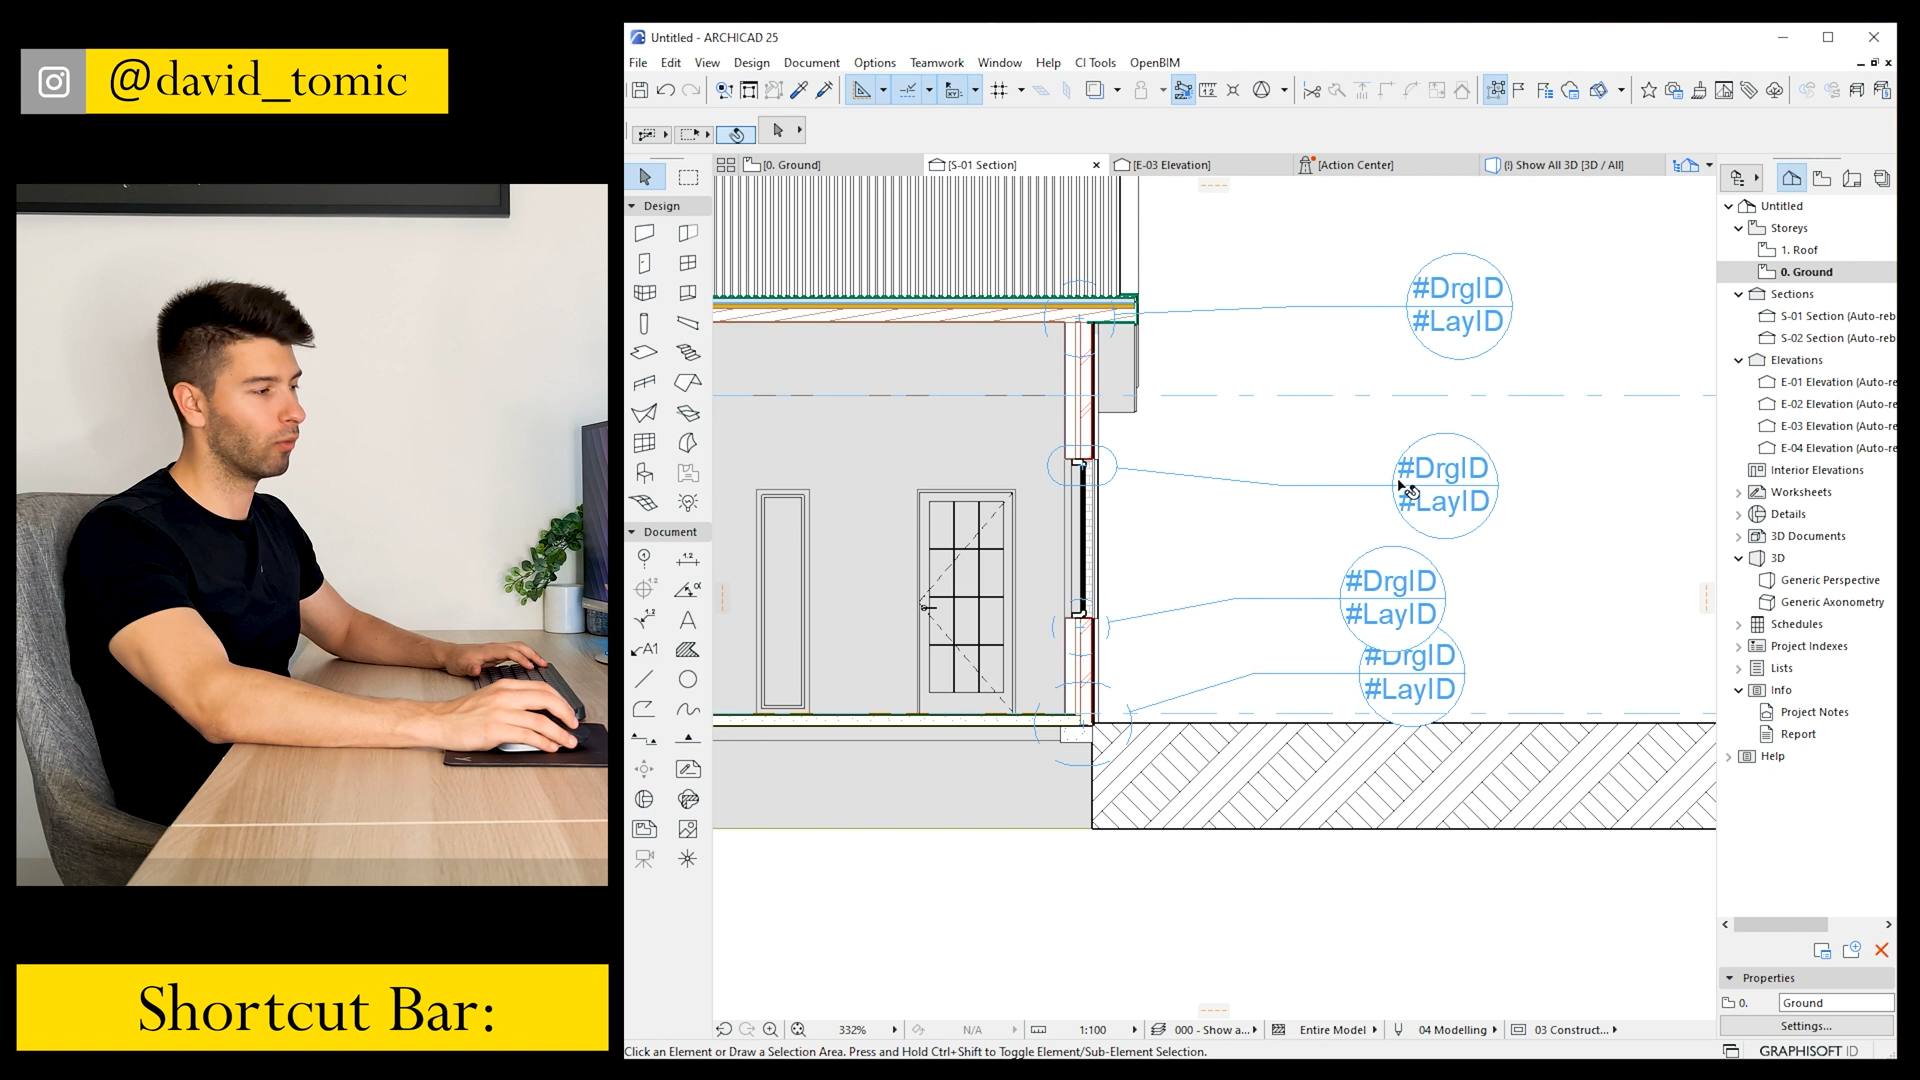 @david_tomic
Shortcut Bar:
Untitled - ARCHICAD 25
File Edit View Design Document Options Teamwork Window Help CI Tools OpenBIM
[0. Ground]
[S-01 Section]
[E-03 Elevation]
[Action Center]
(!) Show All 3D [3D / All]
Design
Document
A1
#DrgID
#LayID
#DrgID
#LayID
#DrgID
#LayID
#DrgID
#LayID
Untitled
Storeys
1. Roof
0. Ground
Sections
S-01 Section (Auto-reb
S-02 Section (Auto-reb
Elevations
E-01 Elevation (Auto-re
E-02 Elevation (Auto-re
E-03 Elevation (Auto-re
E-04 Elevation (Auto-re
Interior Elevations
Worksheets
Details
3D Documents
3D
Generic Perspective
Generic Axonometry
Schedules
Project Indexes
Lists
Info
Project Notes
Report
Help
Properties
0. Ground
Settings...
332% N/A 1:100 000 - Show a... Entire Model 04 Modelling 03 Construct...
Click an Element or Draw a Selection Area. Press and Hold Ctrl+Shift to Toggle Element/Sub-Element Selection.
GRAPHISOFT ID